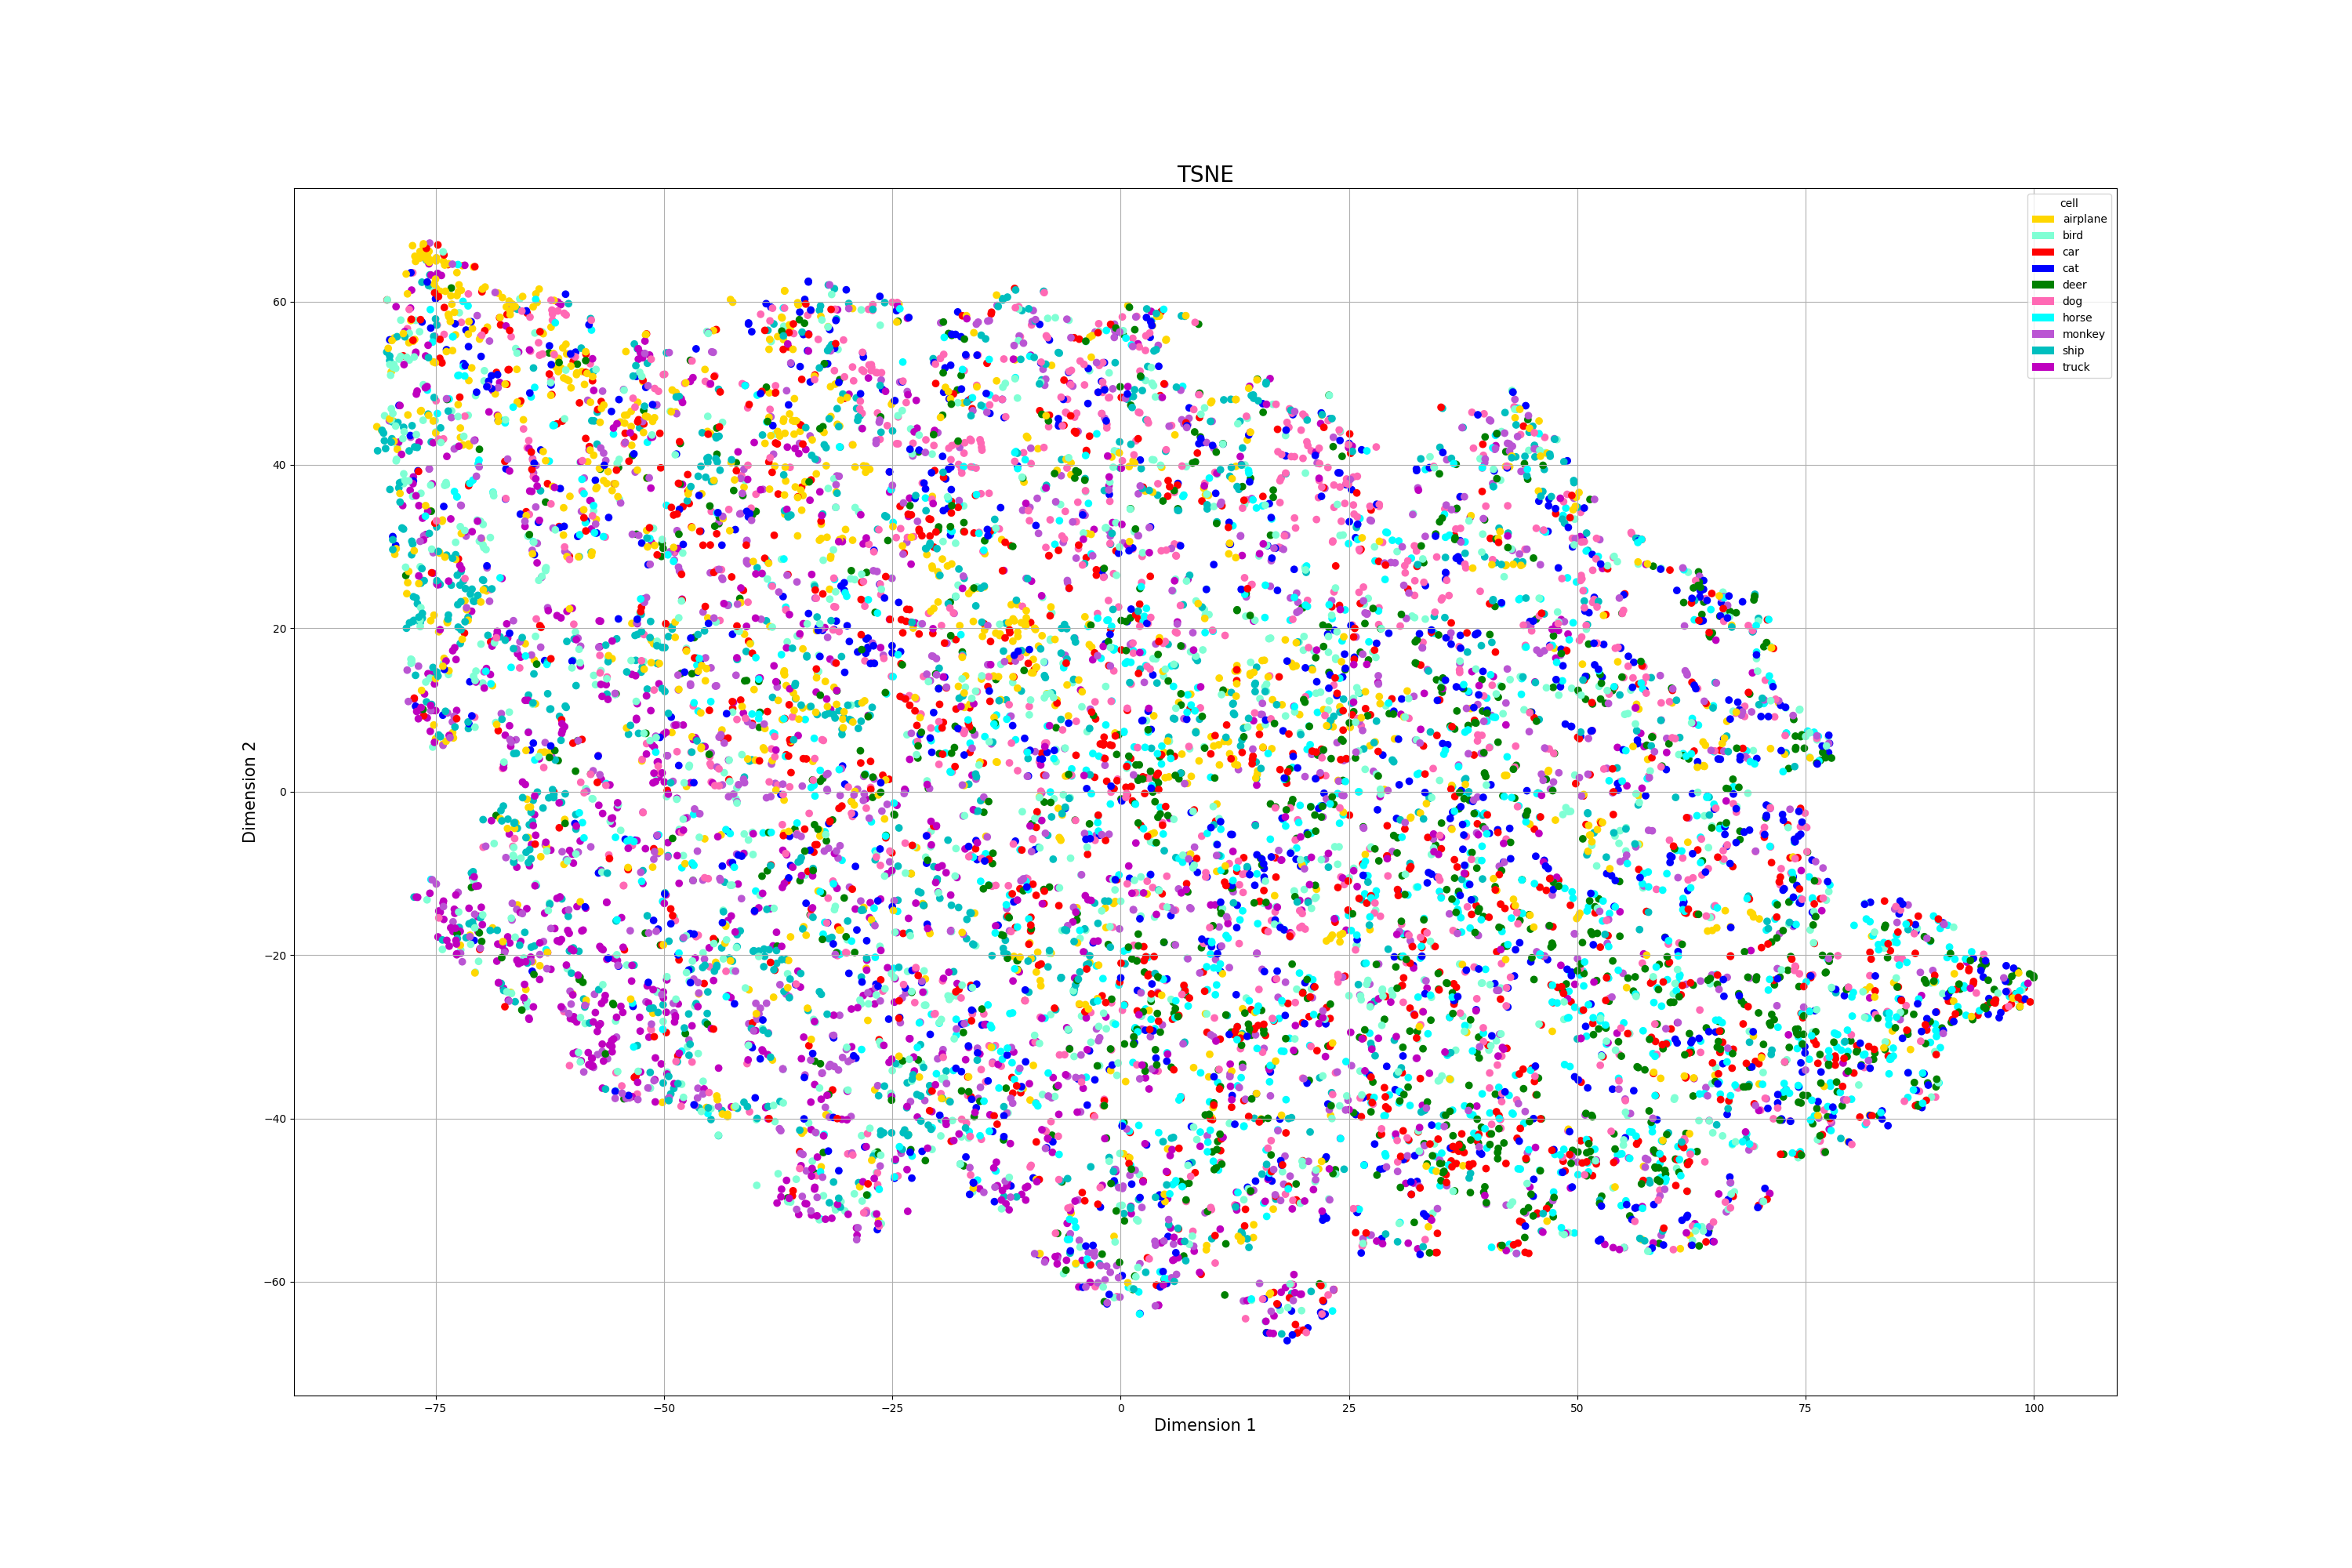 TSNE
cell
airplane
bird
car
cat
deer
dog
horse
monkey
ship
truck
60
40
20
0
−20
−40
−60
Dimension 2
−75 −50 −25 0 25 50 75 100
Dimension 1